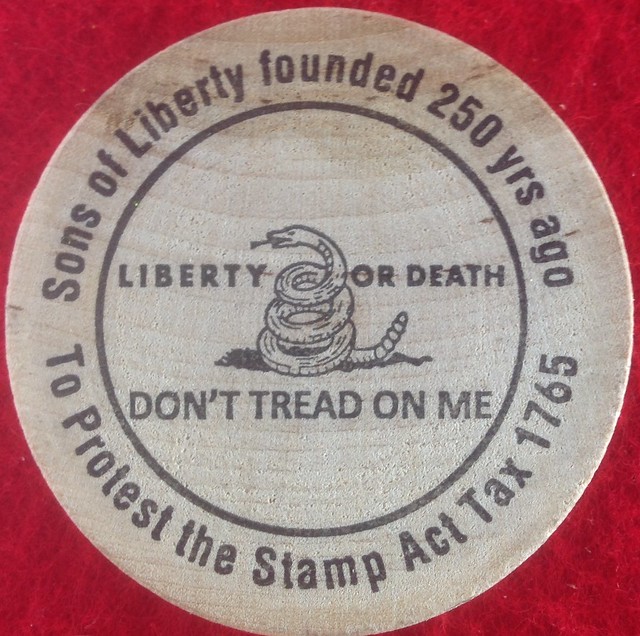 Sons of Liberty founded 250 yrs ago
LIBERTY OR DEATH
DON'T TREAD ON ME
To Protest the Stamp Act Tax 1765